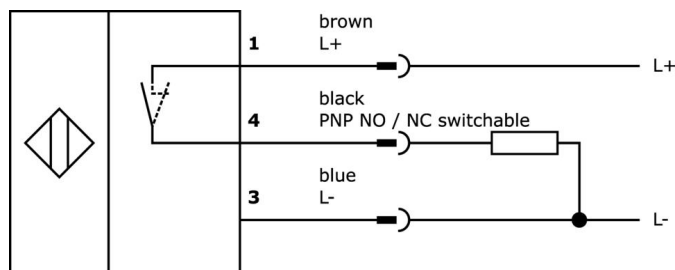 brown
1 L+
L+
black
4 PNP NO / NC switchable
blue
3 L-
L-